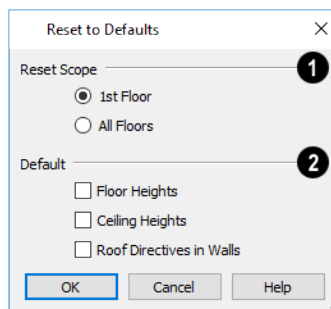 Reset to Defaults
Reset Scope
1
1st Floor
All Floors
Default
2
Floor Heights
Ceiling Heights
Roof Directives in Walls
OK Cancel Help